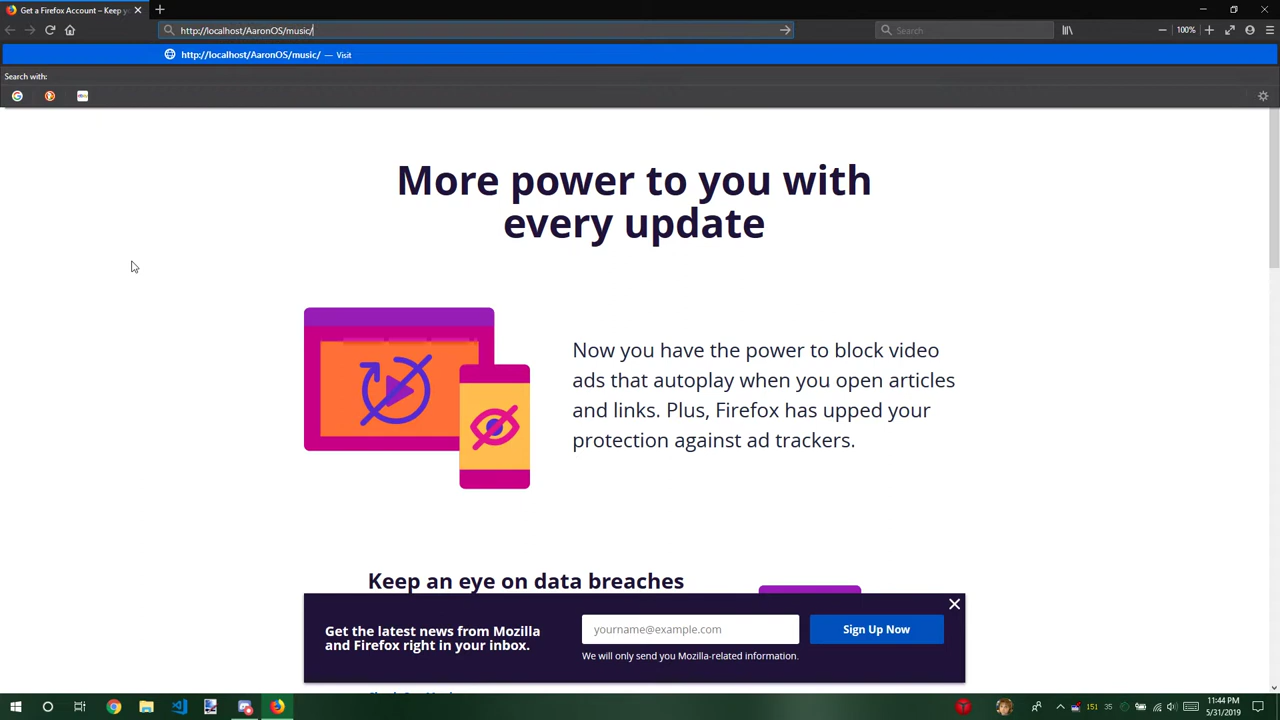 Get a Firefox Account – Keep yo
http://localhost/AaronOS/music/
Search
100%
http://localhost/AaronOS/music/ — Visit
Search with:
More power to you with
every update
Now you have the power to block video
ads that autoplay when you open articles
and links. Plus, Firefox has upped your
protection against ad trackers.
Keep an eye on data breaches
Get the latest news from Mozilla
and Firefox right in your inbox.
yourname@example.com
Sign Up Now
We will only send you Mozilla-related information.
151 35
11:44 PM
5/31/2019